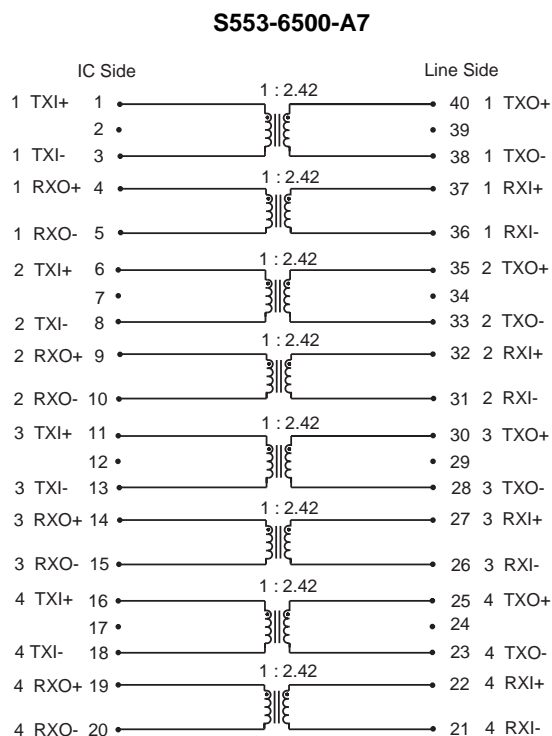 S553-6500-A7
IC Side Line Side
1 : 2.42
1 TXI+ 1 40 1 TXO+
2 39
1 TXI- 3 38 1 TXO-
1 : 2.42
1 RXO+ 4 37 1 RXI+
1 RXO- 5 36 1 RXI-
1 : 2.42
2 TXI+ 6 35 2 TXO+
7 34
2 TXI- 8 33 2 TXO-
1 : 2.42
2 RXO+ 9 32 2 RXI+
2 RXO- 10 31 2 RXI-
1 : 2.42
3 TXI+ 11 30 3 TXO+
12 29
3 TXI- 13 28 3 TXO-
1 : 2.42
3 RXO+ 14 27 3 RXI+
3 RXO- 15 26 3 RXI-
1 : 2.42
4 TXI+ 16 25 4 TXO+
17 24
4 TXI- 18 23 4 TXO-
1 : 2.42
4 RXO+ 19 22 4 RXI+
4 RXO- 20 21 4 RXI-